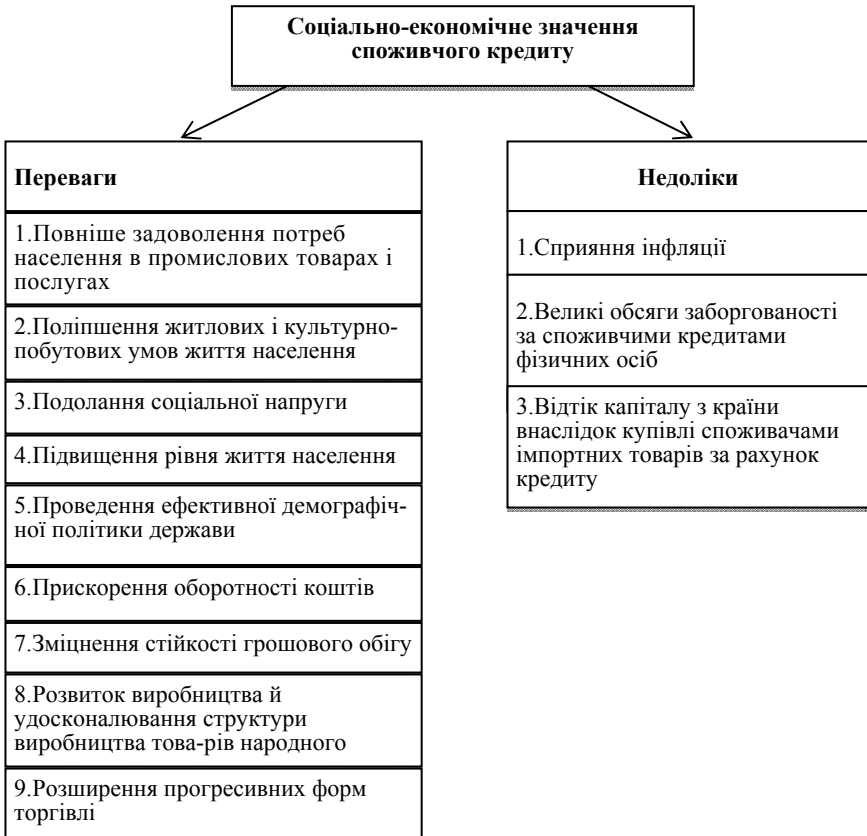 Соціально-економічне значення
споживчого кредиту
Переваги
1.Повніше задоволення потреб
населення в промислових товарах і
послугах
2.Поліпшення житлових і культурно-
побутових умов життя населення
3.Подолання соціальної напруги
4.Підвищення рівня життя населення
5.Проведення ефективної демографіч-
ної політики держави
6.Прискорення оборотності коштів
7.Зміцнення стійкості грошового обігу
8.Розвиток виробництва й
удосконалювання структури
виробництва това-рів народного
9.Розширення прогресивних форм
торгівлі
Недоліки
1.Сприяння інфляції
2.Великі обсяги заборгованості
за споживчими кредитами
фізичних осіб
3.Відтік капіталу з країни
внаслідок купівлі споживачами
імпортних товарів за рахунок
кредиту